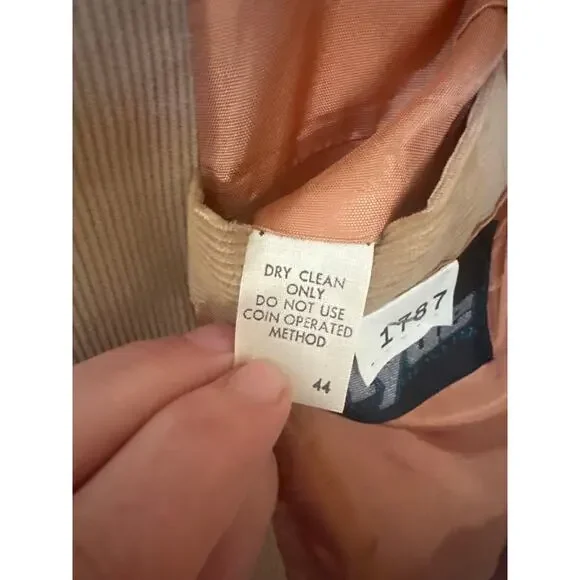 DRY CLEAN
ONLY
DO NOT USE
COIN OPERATED
METHOD
44
1787